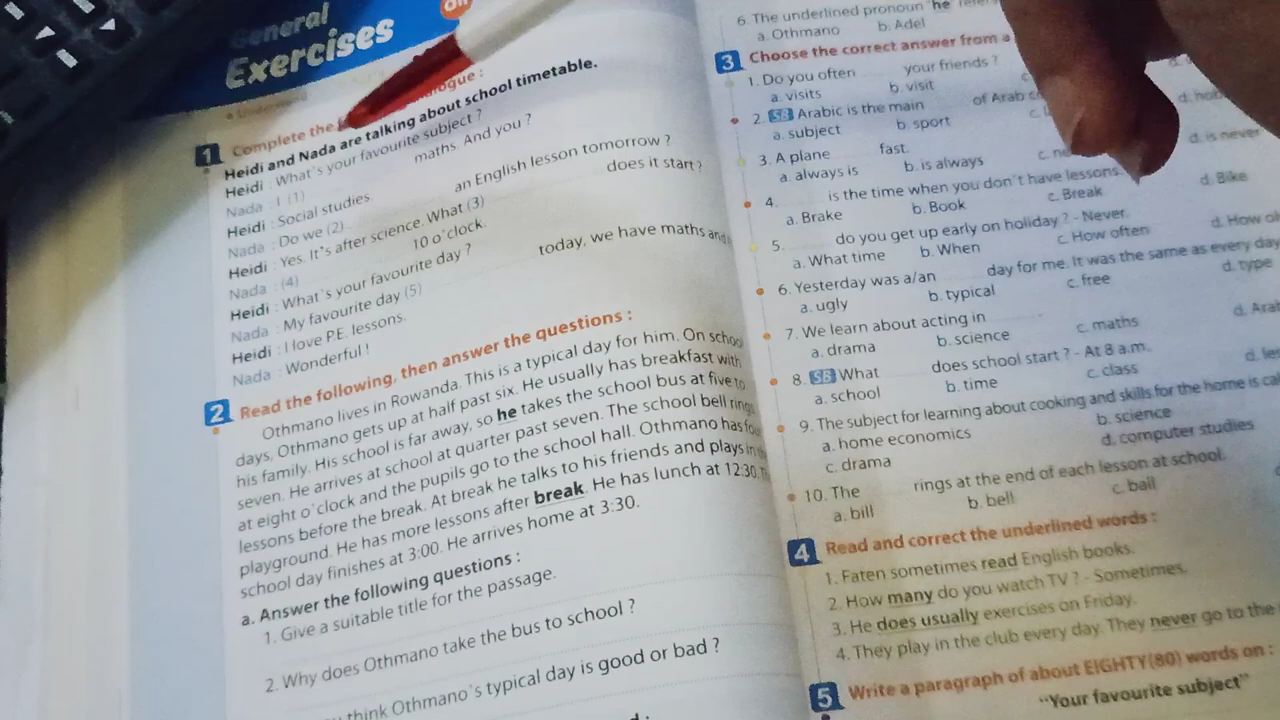 General
Exercises
On
1 Complete the dialogue :
Heidi and Nada are talking about school timetable.
Heidi : What's your favourite subject ?
Nada : I (1) maths. And you ?
Heidi : Social studies.
Nada : Do we (2) an English lesson tomorrow ?
Heidi : Yes. It's after science. What (3) does it start ?
Nada : (4) 10 o'clock.
Heidi : What's your favourite day ?
Nada : My favourite day (5) today, we have maths and
Heidi : I love P.E. lessons.
Nada : Wonderful !
2 Read the following, then answer the questions :
Othmano lives in Rowanda. This is a typical day for him. On school
days, Othmano gets up at half past six. He usually has breakfast with
his family. His school is far away, so he takes the school bus at five to
seven. He arrives at school at quarter past seven. The school bell rings
at eight o'clock and the pupils go to the school hall. Othmano has four
lessons before the break. At break he talks to his friends and plays in the
playground. He has more lessons after break. He has lunch at 12:30.
school day finishes at 3:00. He arrives home at 3:30.
a. Answer the following questions :
1. Give a suitable title for the passage.
2. Why does Othmano take the bus to school ?
think Othmano's typical day is good or bad ?
6. The underlined pronoun "he
a. Othmano b. Adel
3 Choose the correct answer from a
1. Do you often your friends ?
a. visits b. visit c
2. SB Arabic is the main of Arab
a. subject b. sport d.
3. A plane fast.
a. always is b. is always d. is never
4. is the time when you don't have lessons.
a. Brake b. Book c. Break d. Bike
5. do you get up early on holiday ? - Never.
a. What time b. When c. How often d. How
6. Yesterday was a/an day for me. It was the same as every day
a. ugly b. typical c. free d. type
7. We learn about acting in
a. drama b. science c. maths d.
8. SB What does school start ? - At 8 a.m.
a. school b. time c. class d.
9. The subject for learning about cooking and skills for the home is
a. home economics b. science
c. drama d. computer studies
10. The rings at the end of each lesson at school.
a. bill b. bell c. ball
4 Read and correct the underlined words :
1. Faten sometimes read English books.
2. How many do you watch TV ? - Sometimes.
3. He does usually exercises on Friday.
4. They play in the club every day. They never go to the
5 Write a paragraph of about EIGHTY(80) words on :
"Your favourite subject"